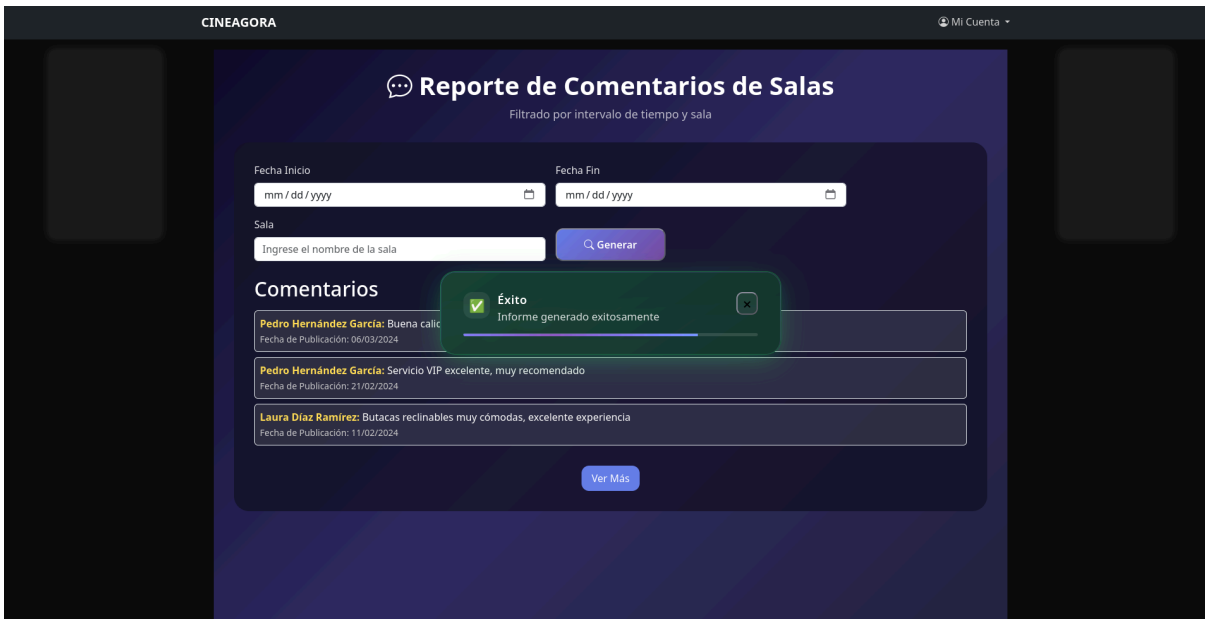 CINEAGORA
Mi Cuenta
Reporte de Comentarios de Salas
Filtrado por intervalo de tiempo y sala
Fecha Inicio
Fecha Fin
mm/dd/yyyy
mm/dd/yyyy
Sala
Ingrese el nombre de la sala
Generar
Comentarios
Éxito
Informe generado exitosamente
×
Pedro Hernández García: Buena
Fecha de Publicación: 06/03/2024
Pedro Hernández García: Servicio VIP excelente, muy recomendado
Fecha de Publicación: 21/02/2024
Laura Díaz Ramírez: Butacas reclinables muy cómodas, excelente experiencia
Fecha de Publicación: 11/02/2024
Ver Más